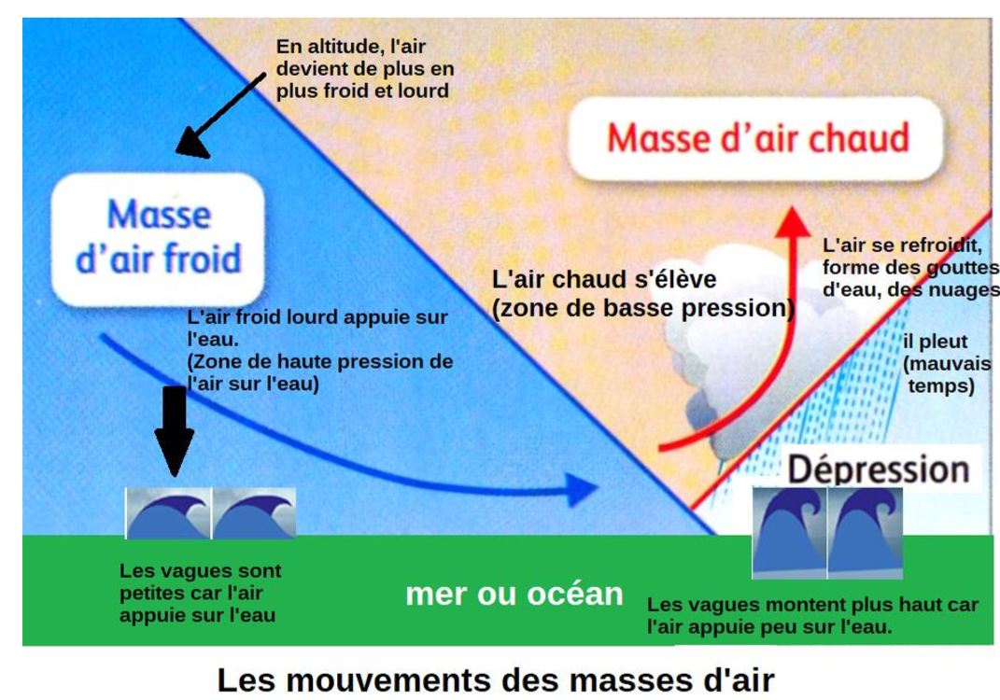 En altitude, l'air
devient de plus en
plus froid et lourd
Masse d'air chaud
Masse
d'air froid
L'air se refroidit,
forme des gouttes
d'eau, des nuages
L'air chaud s'élève
(zone de basse pression)
L'air froid lourd appuie sur
l'eau.
(Zone de haute pression de
l'air sur l'eau)
il pleut
(mauvais
temps)
Dépression
Les vagues sont
petites car l'air
appuie sur l'eau
mer ou océan
Les vagues montent plus haut car
l'air appuie peu sur l'eau.
Les mouvements des masses d'air